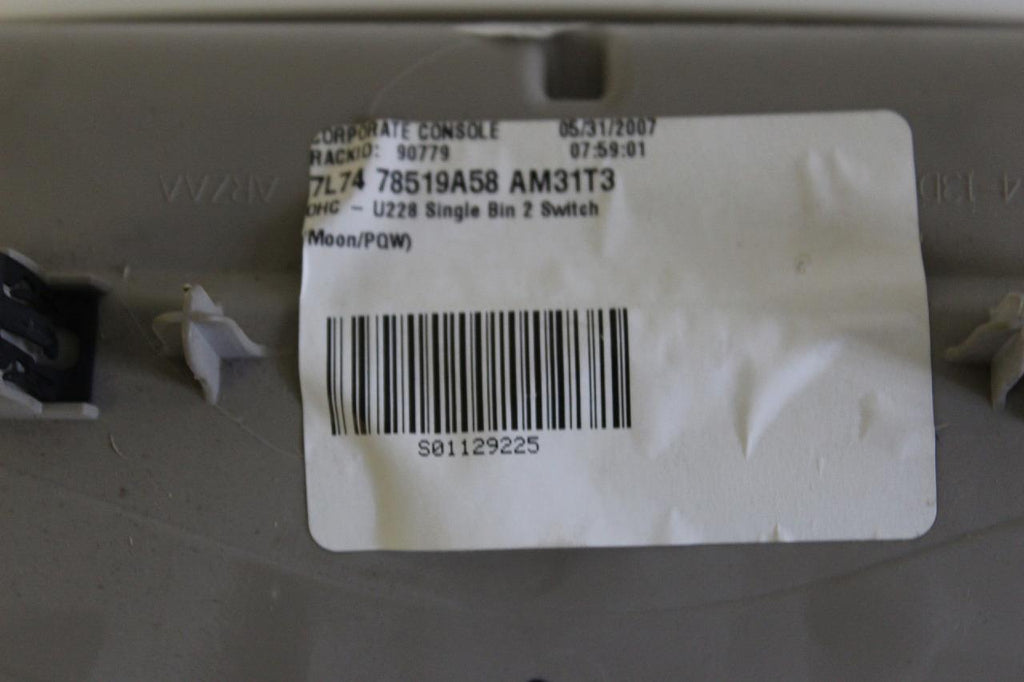 CORPORATE CONSOLE 05/31/2007
RACKID: 90779 07:59:01
7L74 78519A58 AM31T3
OHC - U228 Single Bin 2 Switch
Moon/PQW)
S01129225